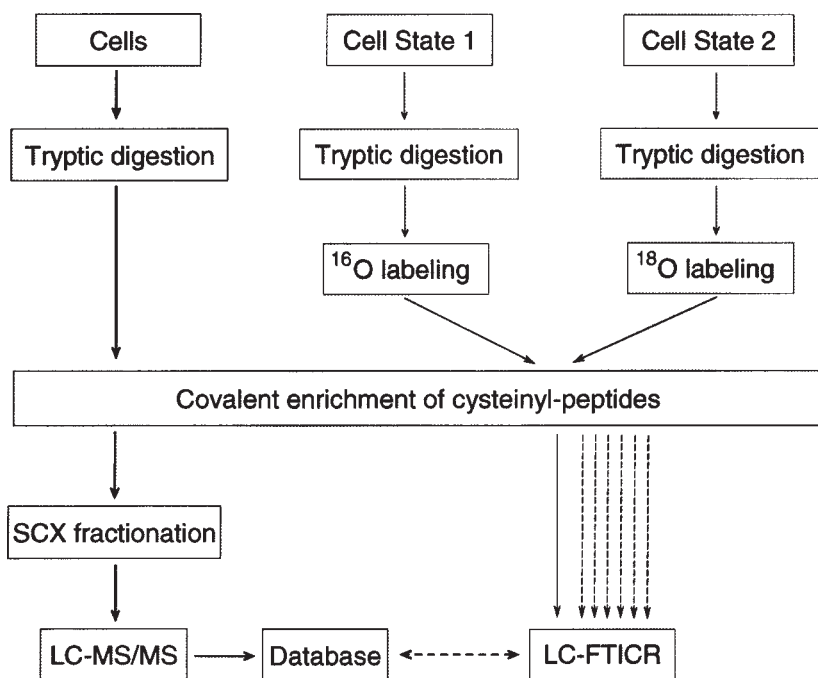 Cells
Cell State 1
Cell State 2
Tryptic digestion
Tryptic digestion
Tryptic digestion
¹⁶O labeling
¹⁸O labeling
Covalent enrichment of cysteinyl-peptides
SCX fractionation
LC-MS/MS
Database
LC-FTICR